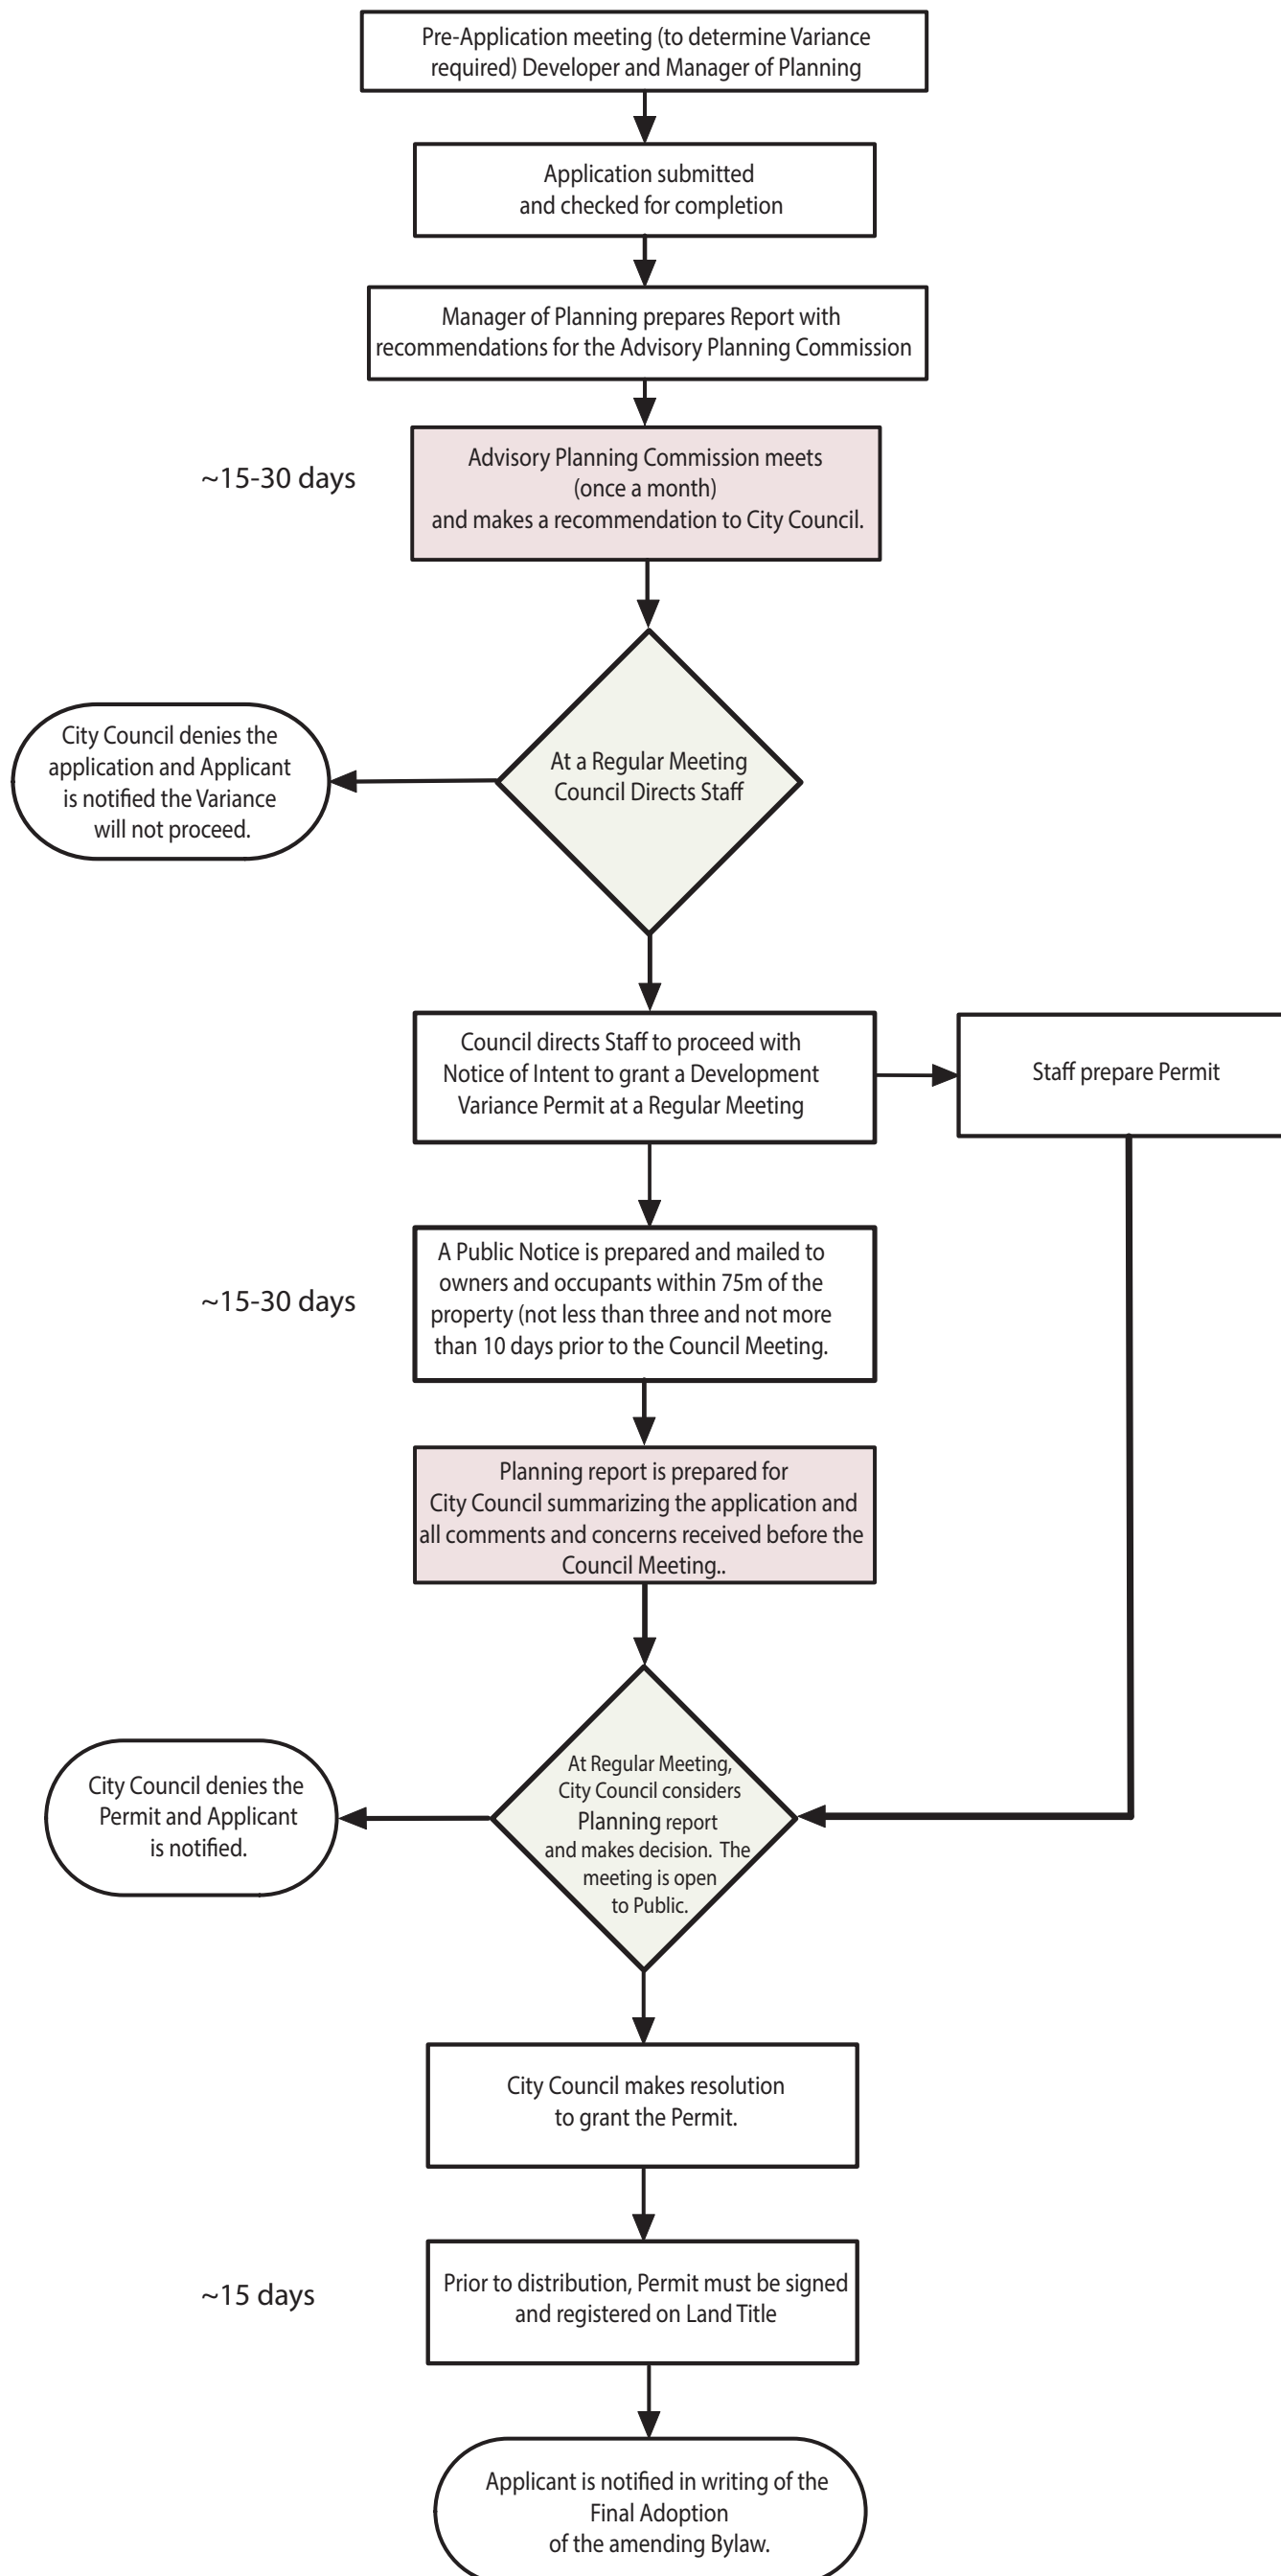 Pre-Application meeting (to determine Variance
required) Developer and Manager of Planning
Application submitted
and checked for completion
Manager of Planning prepares Report with
recommendations for the Advisory Planning Commission
~15-30 days
Advisory Planning Commission meets
(once a month)
and makes a recommendation to City Council.
At a Regular Meeting
Council Directs Staff
City Council denies the
application and Applicant
is notified the Variance
will not proceed.
Council directs Staff to proceed with
Notice of Intent to grant a Development
Variance Permit at a Regular Meeting
Staff prepare Permit
~15-30 days
A Public Notice is prepared and mailed to
owners and occupants within 75m of the
property (not less than three and not more
than 10 days prior to the Council Meeting.
Planning report is prepared for
City Council summarizing the application and
all comments and concerns received before the
Council Meeting..
At Regular Meeting,
City Council considers
Planning report
and makes decision. The
meeting is open
to Public.
City Council denies the
Permit and Applicant
is notified.
City Council makes resolution
to grant the Permit.
~15 days
Prior to distribution, Permit must be signed
and registered on Land Title
Applicant is notified in writing of the
Final Adoption
of the amending Bylaw.